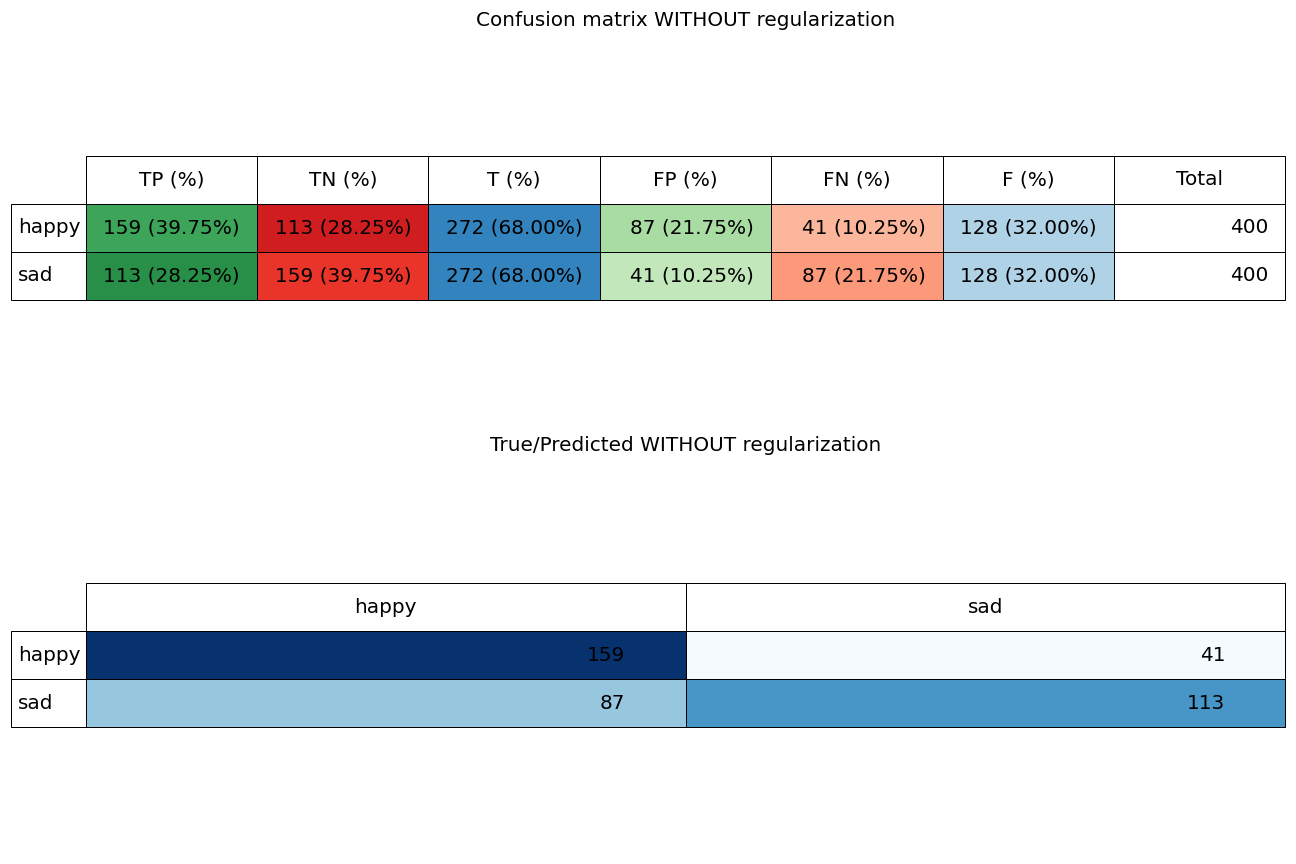 Confusion matrix WITHOUT regularization
TP (%) TN (%) T (%) FP (%) FN (%) F (%) Total
happy 159 (39.75%) 113 (28.25%) 272 (68.00%) 87 (21.75%) 41 (10.25%) 128 (32.00%) 400
sad 113 (28.25%) 159 (39.75%) 272 (68.00%) 41 (10.25%) 87 (21.75%) 128 (32.00%) 400
True/Predicted WITHOUT regularization
happy sad
happy 159 41
sad 87 113